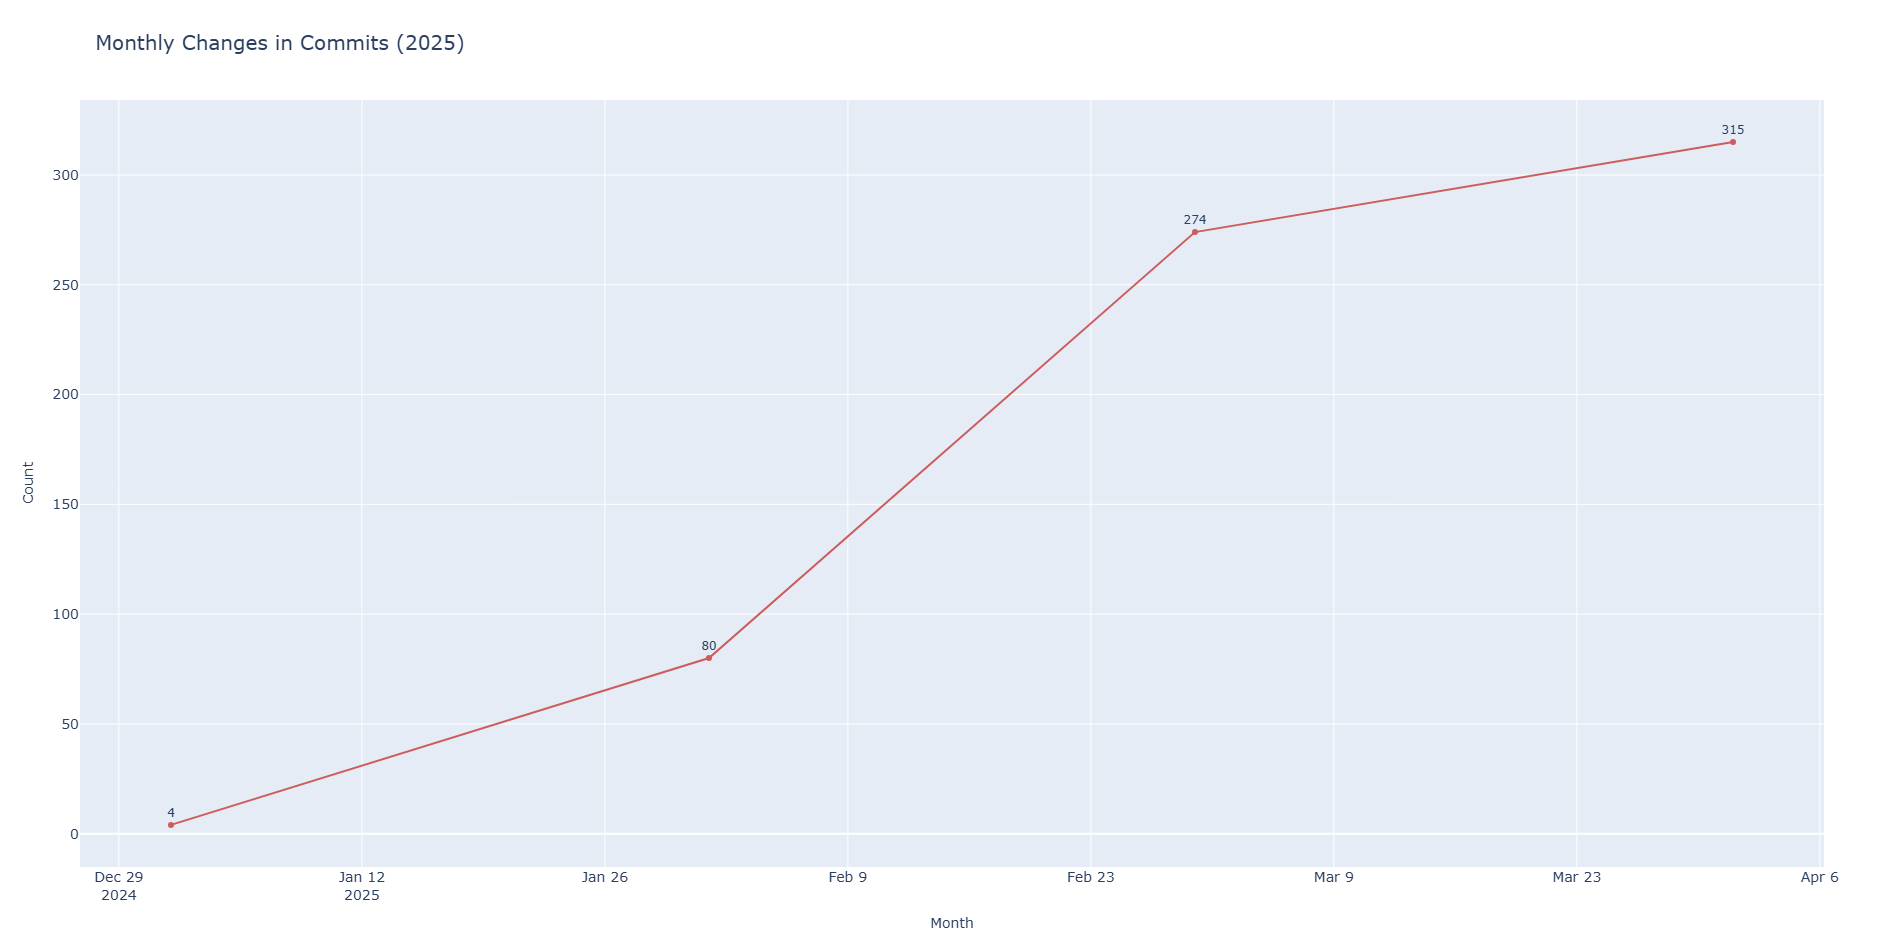 Monthly Changes in Commits (2025)
315
300
274
250
200
150
100
80
50
4
0
Count
Dec 29
2024
Jan 12
2025
Jan 26
Feb 9
Feb 23
Mar 9
Mar 23
Apr 6
Month